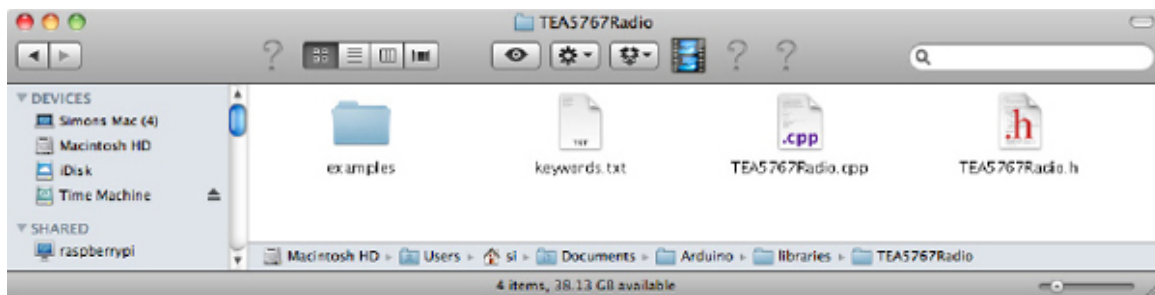 TEA5767Radio
DEVICES
Simons Mac (4)
Macintosh HD
iDisk
Time Machine
SHARED
raspberrypi
examples
TXT
keywords.txt
.cpp
TEA5767Radio.cpp
.h
TEA5767Radio.h
Macintosh HD Users si Documents Arduino libraries TEA5767Radio
4 items, 38.13 GB available